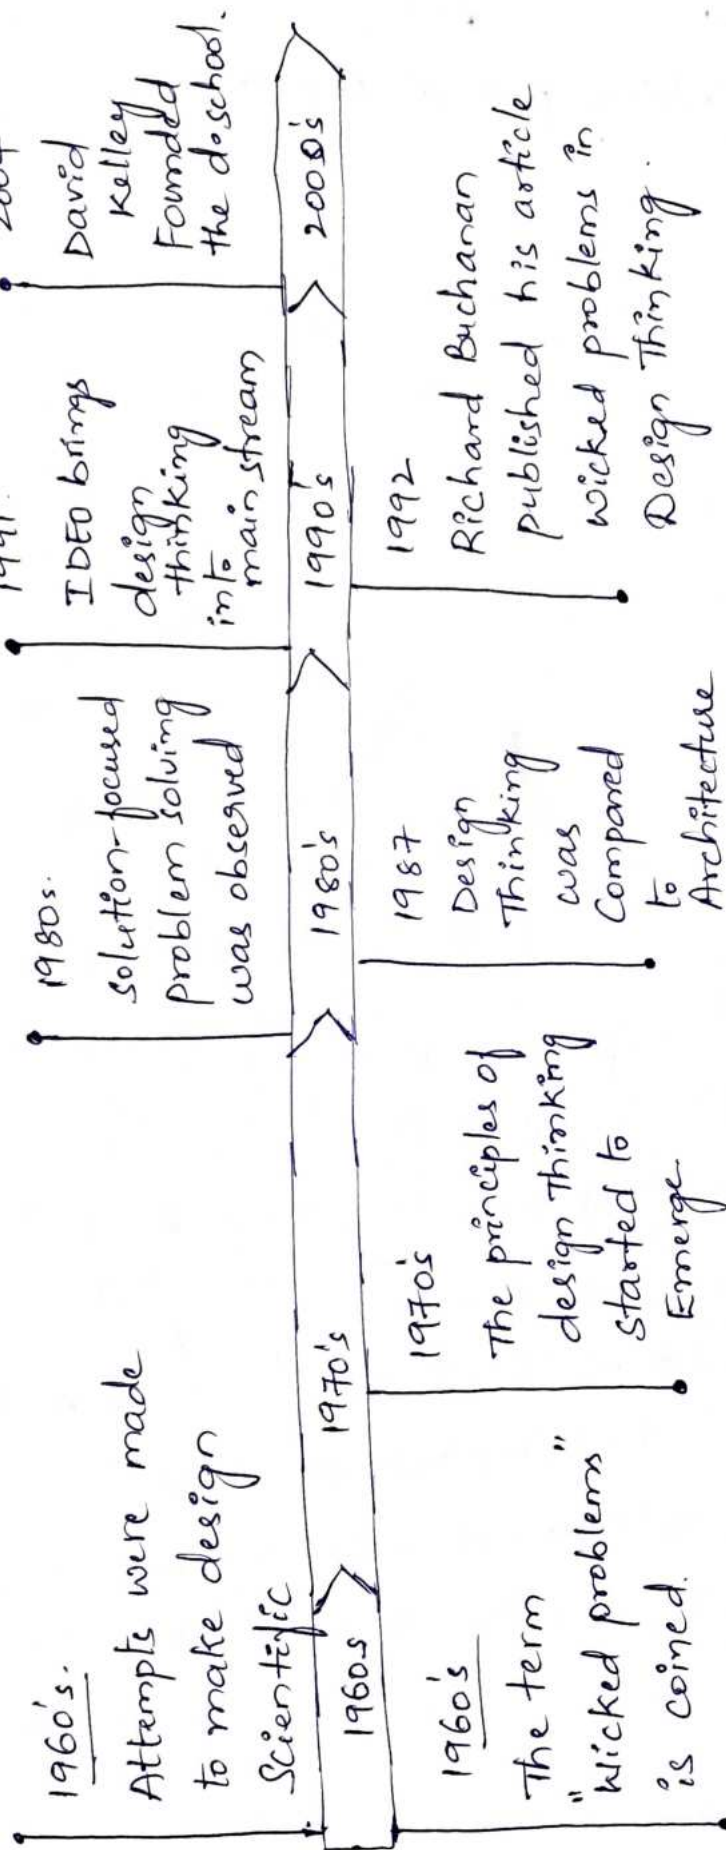 1960's.
Attempts were made
to make design
Scientific
1980s.
solution-focused
problem solving
was observed
1991.
IDEO brings
design
thinking
into
main stream
David
Kelley
Founded
the d.school.
1960s
1970's
1980's
1990's
2000's
1960's
The term
"Wicked problems"
is coined.
1970's
The principles of
design Thinking
started to
Emerge
1987
Design
Thinking
was
Compared
to
Architecture
1992
Richard Buchanan
published his article
wicked problems in
Design Thinking.